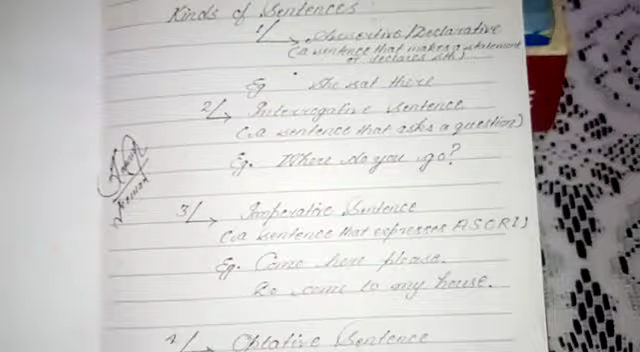 Kinds of Sentences
1/ Assertive/Declarative
(a sentence that makes a statement
or declares sth)
Eg She sat there
2/ Interrogative Sentence
(a sentence that asks a question)
Eg. Where do you go?
3/ Imperative Sentence
(a sentence that expresses ASCRI)
Eg. Come here please.
Do come to my house.
4/ Optative Sentence